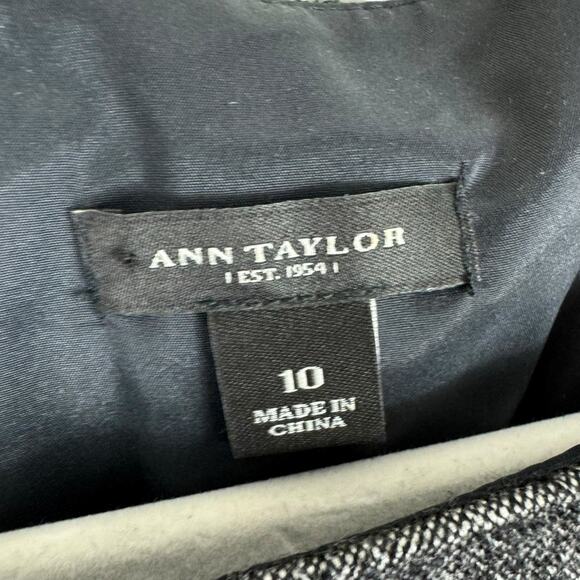 ANN TAYLOR
| EST. 1954 |
10
MADE IN
CHINA